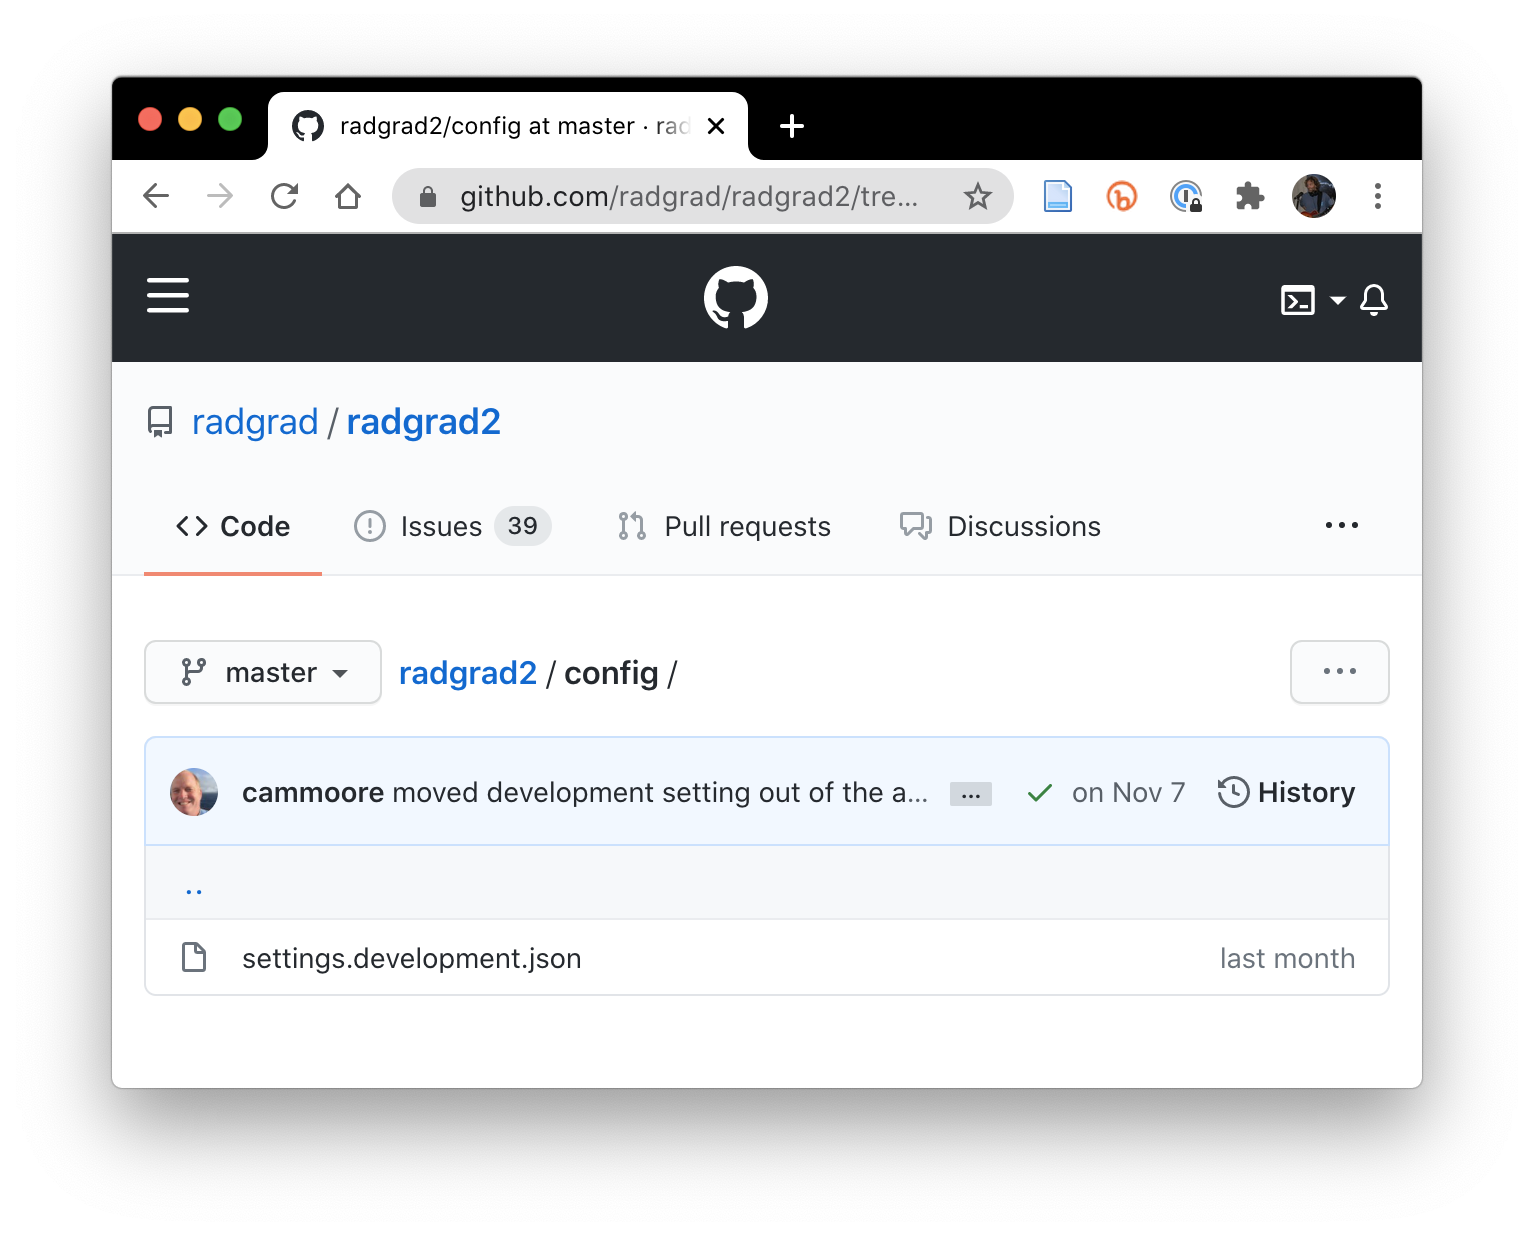 radgrad2/config at master · rad
github.com/radgrad/radgrad2/tre...
radgrad / radgrad2
<> Code Issues 39 Pull requests Discussions ...
master radgrad2 / config / ...
cammoore moved development setting out of the a... ... on Nov 7 History
..
settings.development.json last month